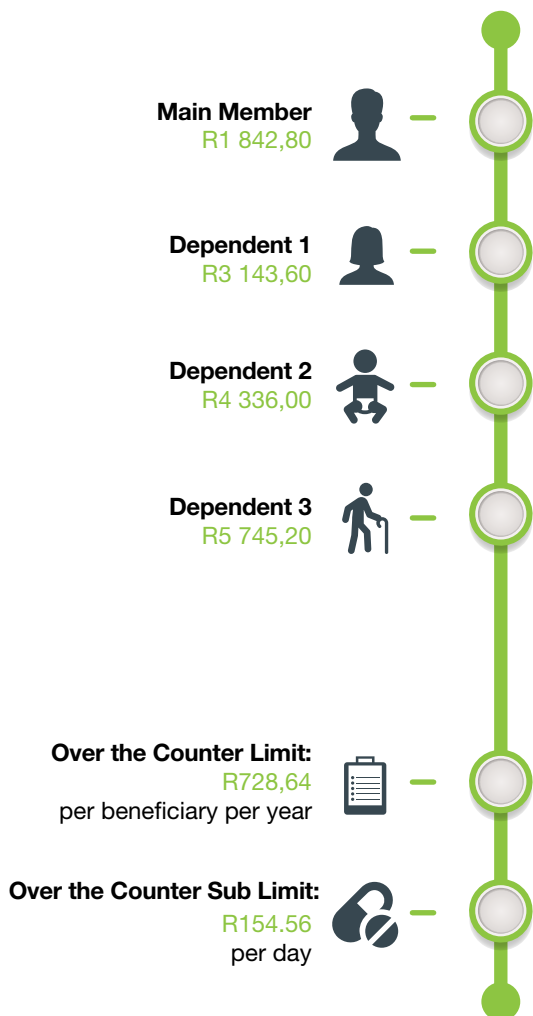 Main Member
R1 842,80
Dependent 1
R3 143,60
Dependent 2
R4 336,00
Dependent 3
R5 745,20
Over the Counter Limit:
R728,64
per beneficiary per year
Over the Counter Sub Limit:
R154.56
per day